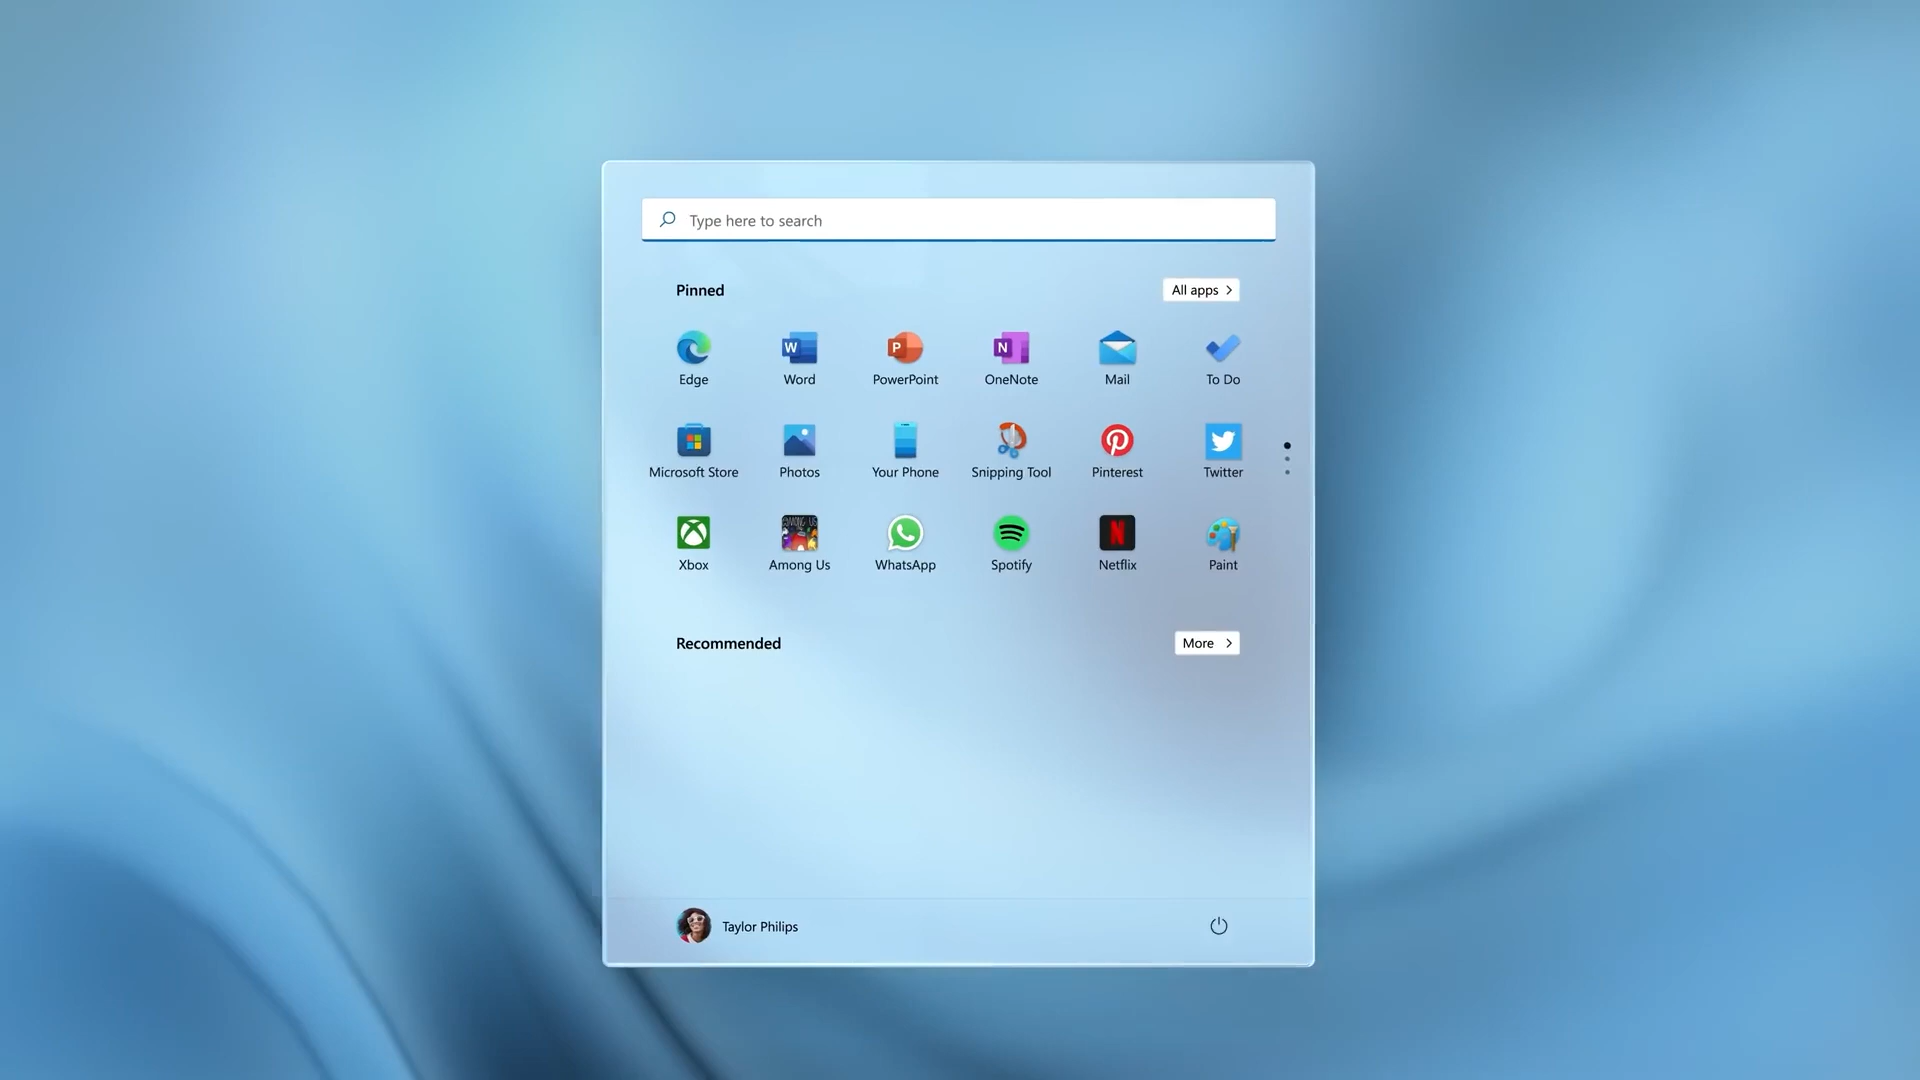 Type here to search
Pinned
All apps
Edge
Word
PowerPoint
OneNote
Mail
To Do
Microsoft Store
Photos
Your Phone
Snipping Tool
Pinterest
Twitter
Xbox
Among Us
WhatsApp
Spotify
Netflix
Paint
Recommended
More
Taylor Philips